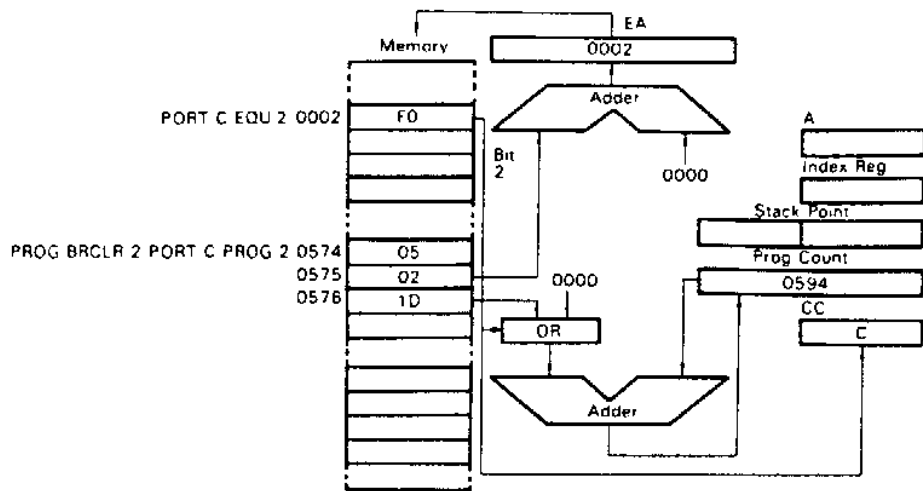 EA
Memory
0002
Adder
PORT C EQU 2 0002
F0
A
Bit
2
0000
Index Reg
Stack Point
PROG BRCLR 2 PORT C PROG 2 0574
05
Prog Count
0575
02
0594
0576
1D
0000
CC
OR
C
Adder